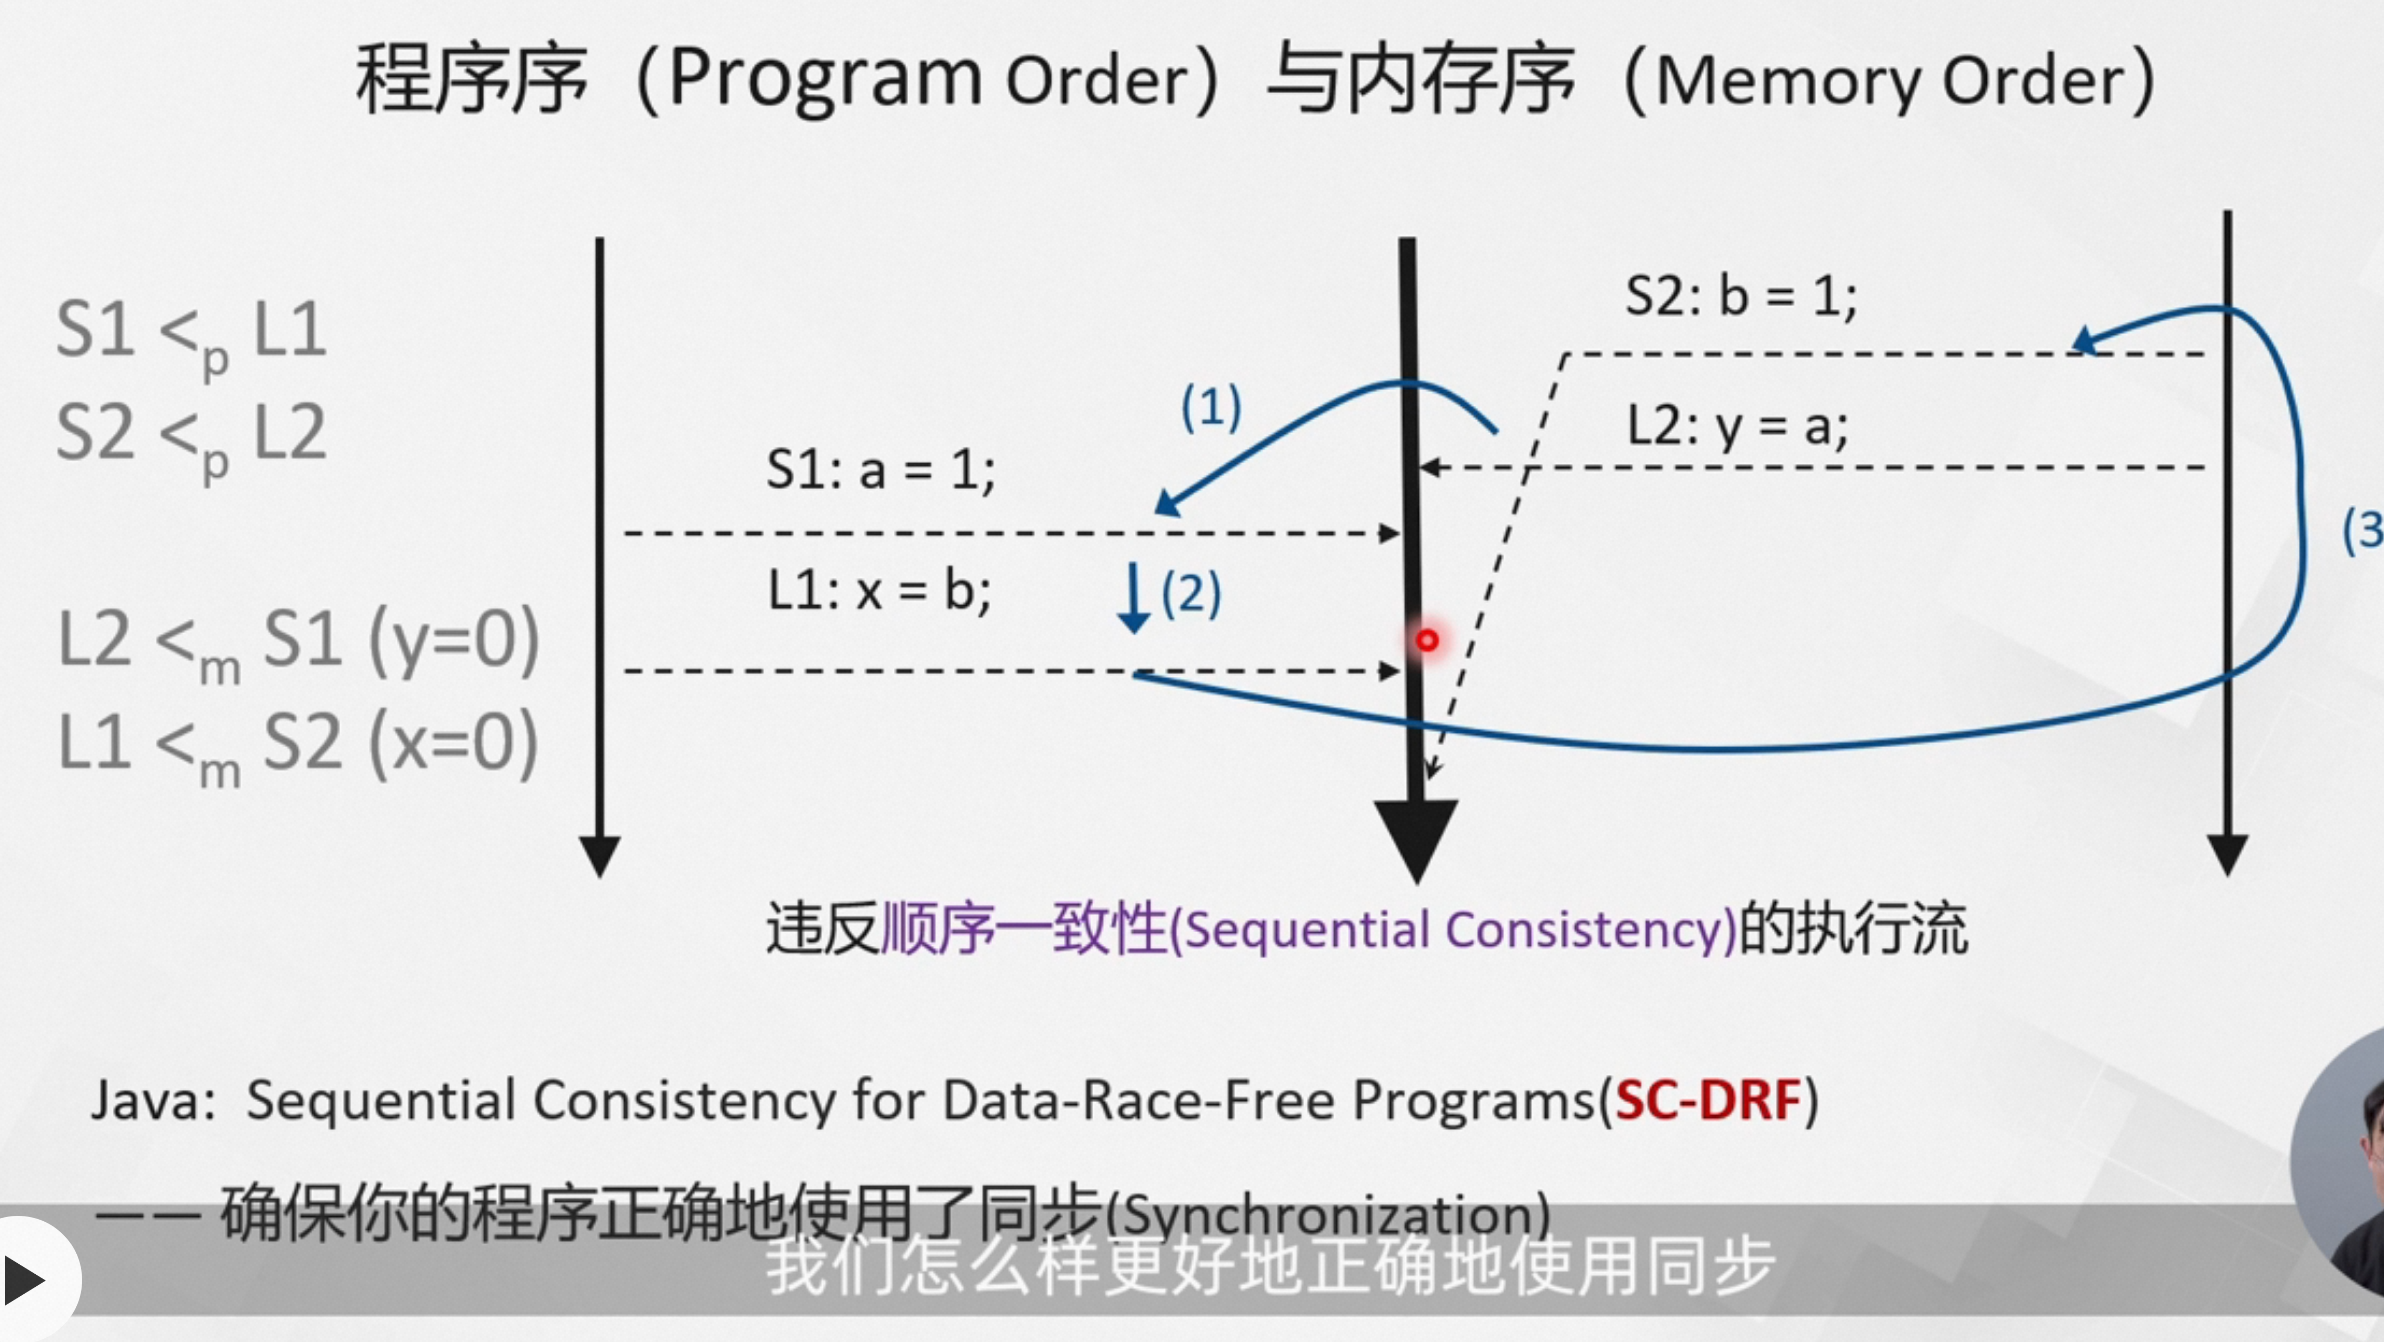 程序序（Program Order）与内存序（Memory Order）
S1 <p L1
S2 <p L2
L2 <m S1 (y=0)
L1 <m S2 (x=0)
S1: a = 1;
L1: x = b;
(1)
(2)
S2: b = 1;
L2: y = a;
(3
违反顺序一致性(Sequential Consistency)的执行流
Java: Sequential Consistency for Data-Race-Free Programs(SC-DRF)
—— 确保你的程序正确地使用了同步(Synchronization)
我们怎么样更好地正确地使用同步